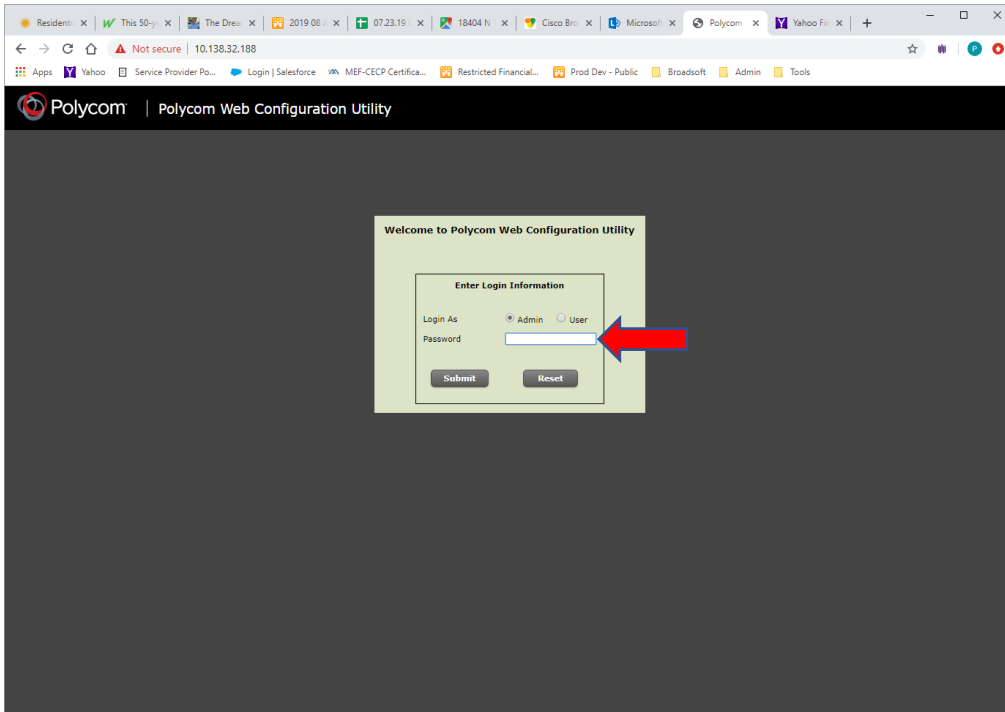 Residenti
This 50-y
The Drea
2019 08
07.23.19
18404 N
Cisco Bro
Microsoft
Polycom
Yahoo Fin
Not secure
10.138.32.188
Apps
Yahoo
Service Provider Po...
Login | Salesforce
MEF-CECP Certifica...
Restricted Financial...
Prod Dev - Public
Broadsoft
Admin
Tools
P
Polycom | Polycom Web Configuration Utility
Welcome to Polycom Web Configuration Utility
Enter Login Information
Login As Admin User
Password
Submit Reset